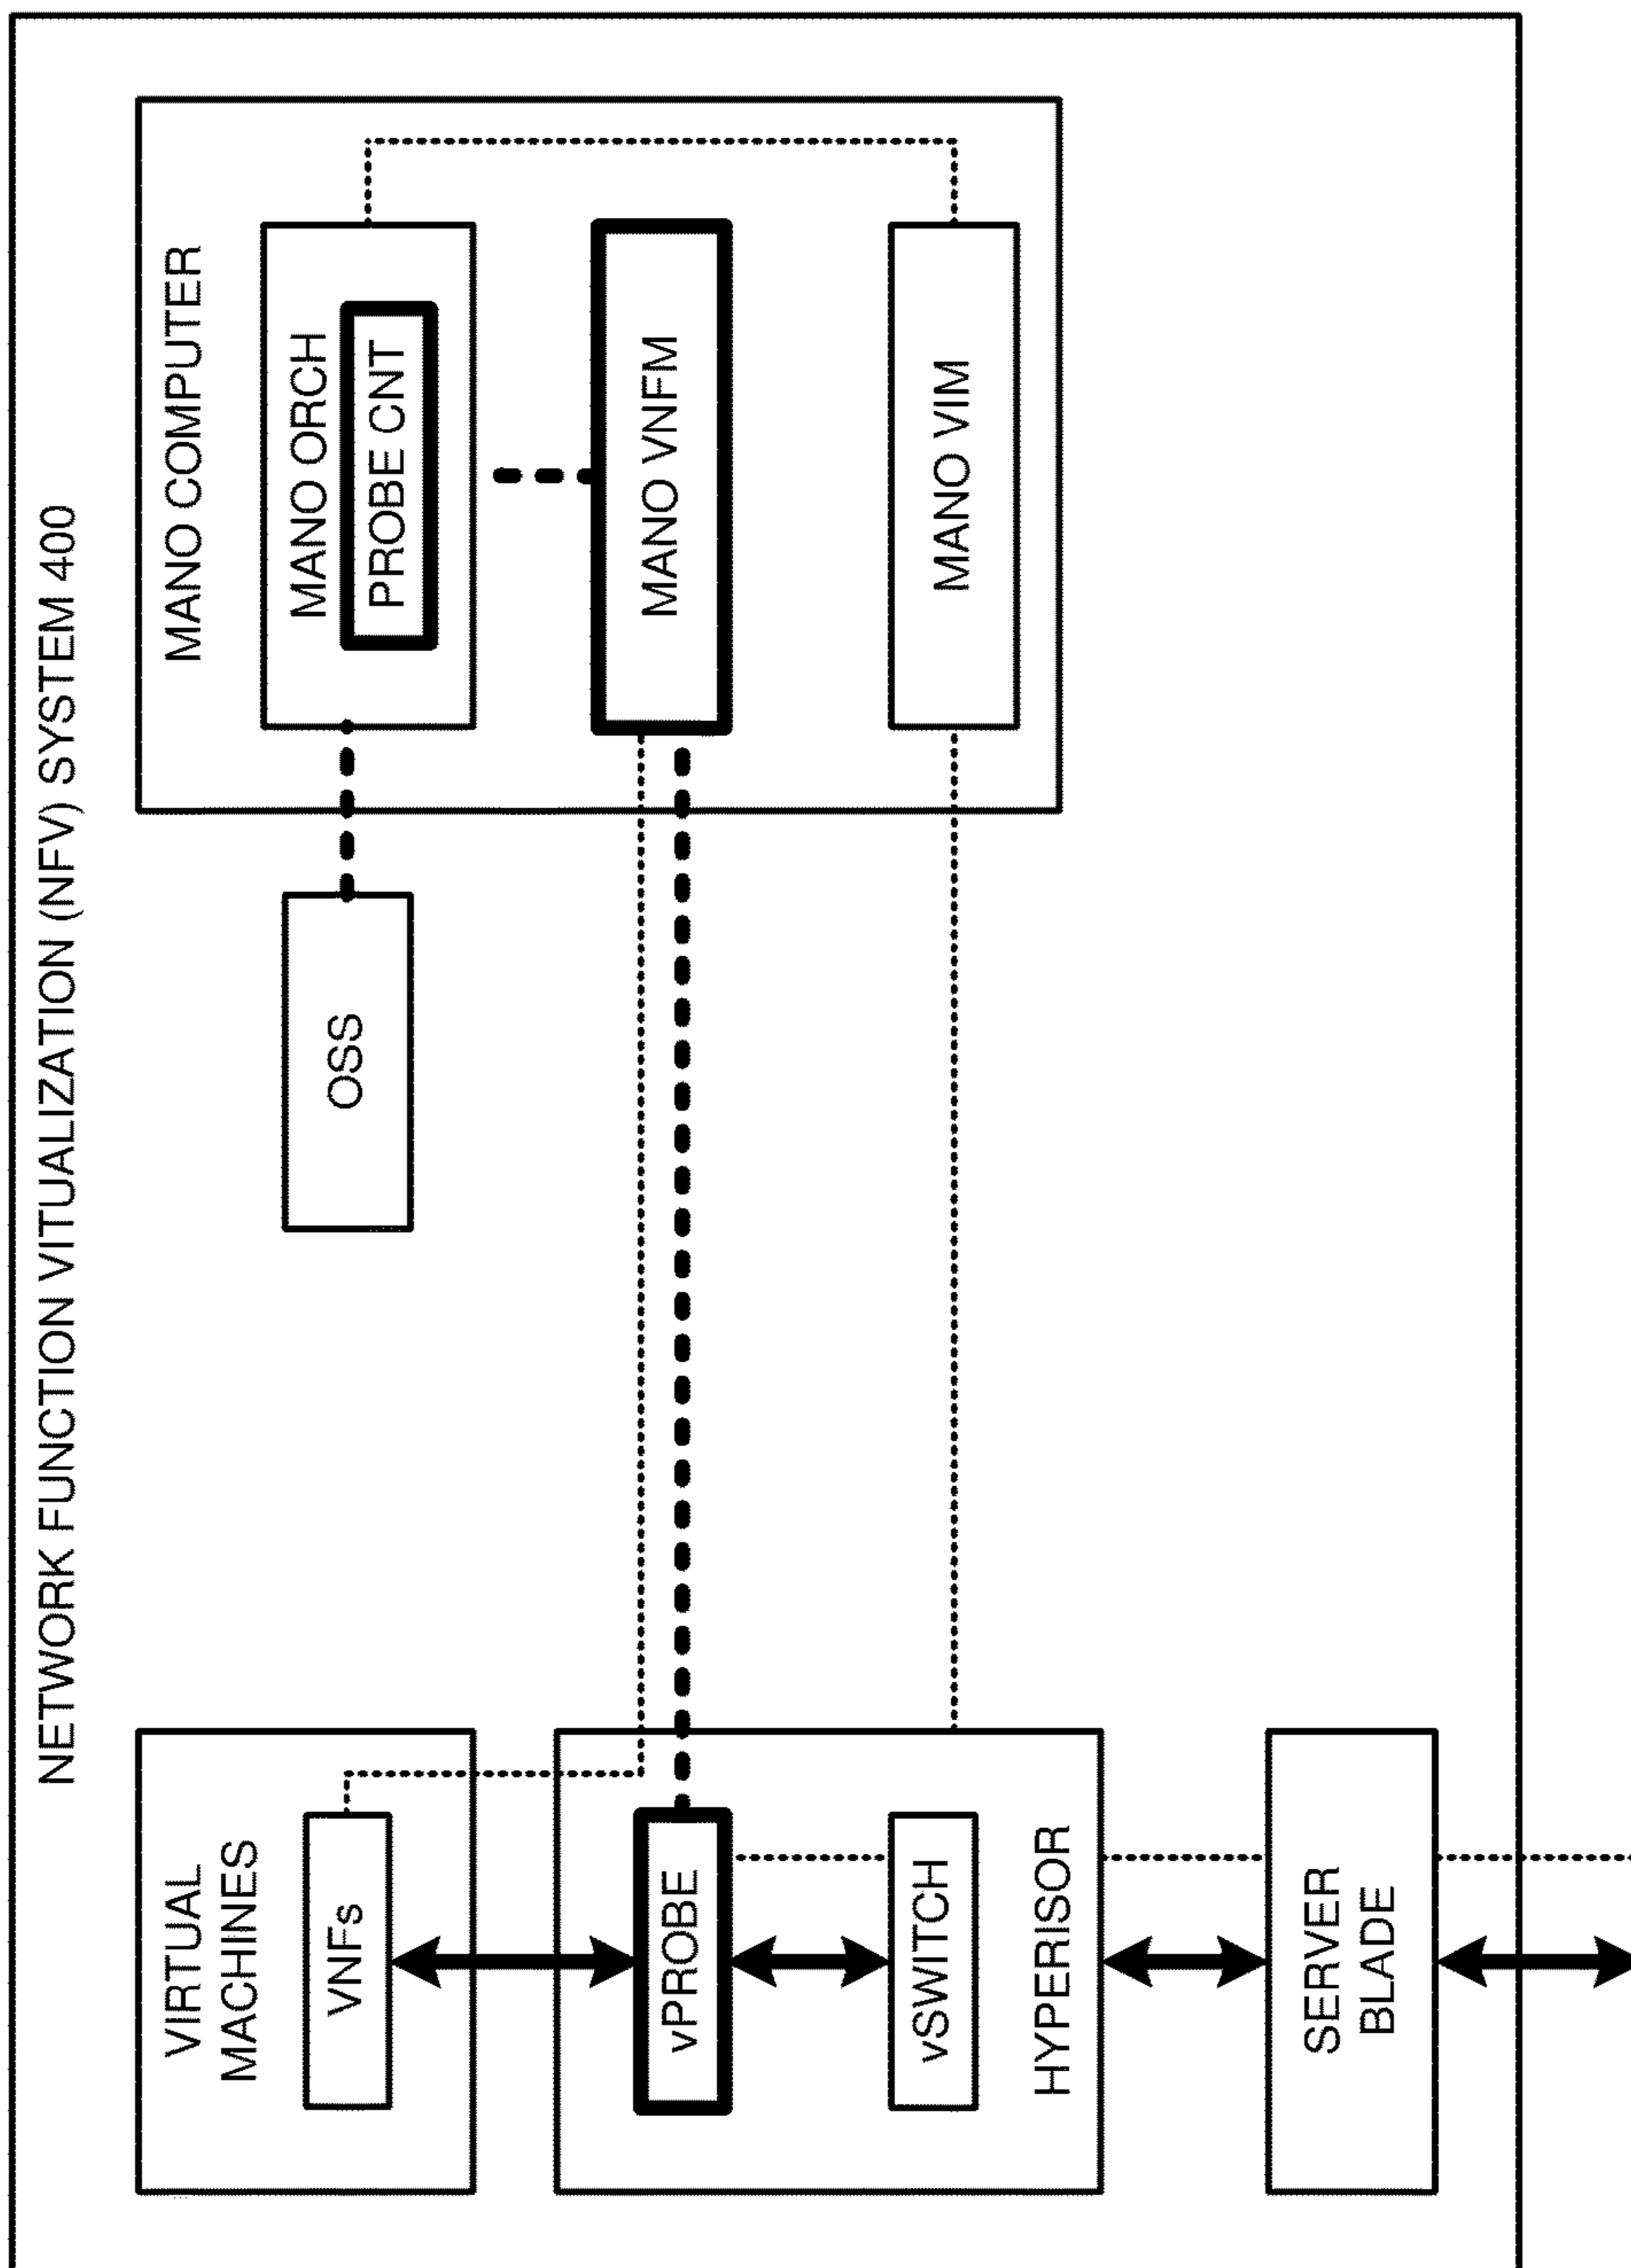 NETWORK FUNCTION VITUALIZATION (NFV) SYSTEM 400
VIRTUAL
MACHINES
VNFs
vPROBE
vSWITCH
HYPERISOR
SERVER
BLADE
OSS
MANO COMPUTER
MANO ORCH
PROBE CNT
MANO VNFM
MANO VIM